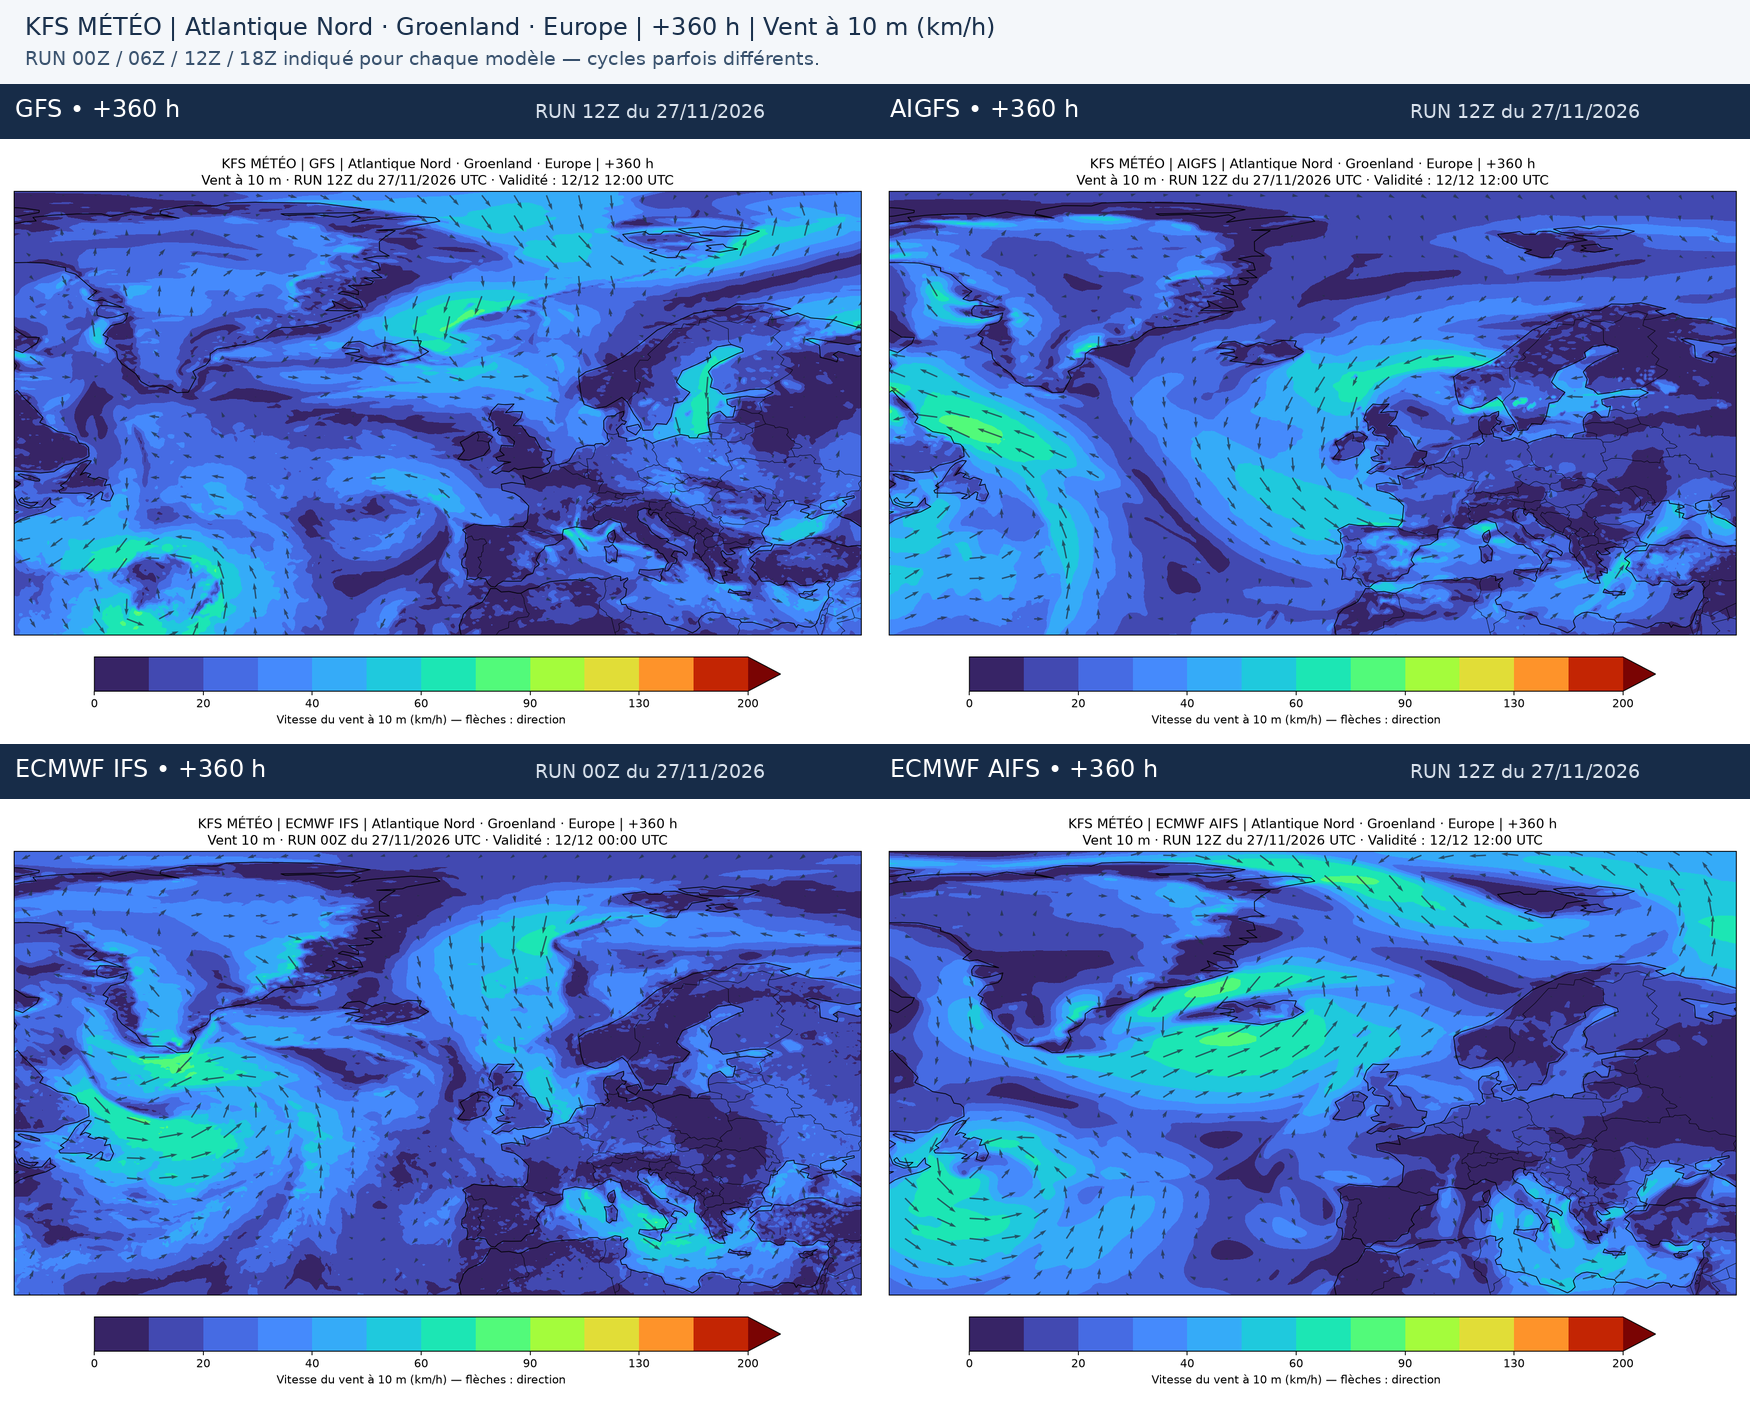 KFS MÉTÉO | Atlantique Nord · Groenland · Europe | +360 h | Vent à 10 m (km/h)
RUN 00Z / 06Z / 12Z / 18Z indiqué pour chaque modèle — cycles parfois différents.
GFS • +360 h RUN 12Z du 27/11/2026
KFS MÉTÉO | GFS | Atlantique Nord · Groenland · Europe | +360 h
Vent à 10 m · RUN 12Z du 27/11/2026 UTC · Validité : 12/12 12:00 UTC
0 20 40 60 90 130 200
Vitesse du vent à 10 m (km/h) — flèches : direction
AIGFS • +360 h RUN 12Z du 27/11/2026
KFS MÉTÉO | AIGFS | Atlantique Nord · Groenland · Europe | +360 h
Vent à 10 m · RUN 12Z du 27/11/2026 UTC · Validité : 12/12 12:00 UTC
0 20 40 60 90 130 200
Vitesse du vent à 10 m (km/h) — flèches : direction
ECMWF IFS • +360 h RUN 00Z du 27/11/2026
KFS MÉTÉO | ECMWF IFS | Atlantique Nord · Groenland · Europe | +360 h
Vent 10 m · RUN 00Z du 27/11/2026 UTC · Validité : 12/12 00:00 UTC
0 20 40 60 90 130 200
Vitesse du vent à 10 m (km/h) — flèches : direction
ECMWF AIFS • +360 h RUN 12Z du 27/11/2026
KFS MÉTÉO | ECMWF AIFS | Atlantique Nord · Groenland · Europe | +360 h
Vent 10 m · RUN 12Z du 27/11/2026 UTC · Validité : 12/12 12:00 UTC
0 20 40 60 90 130 200
Vitesse du vent à 10 m (km/h) — flèches : direction